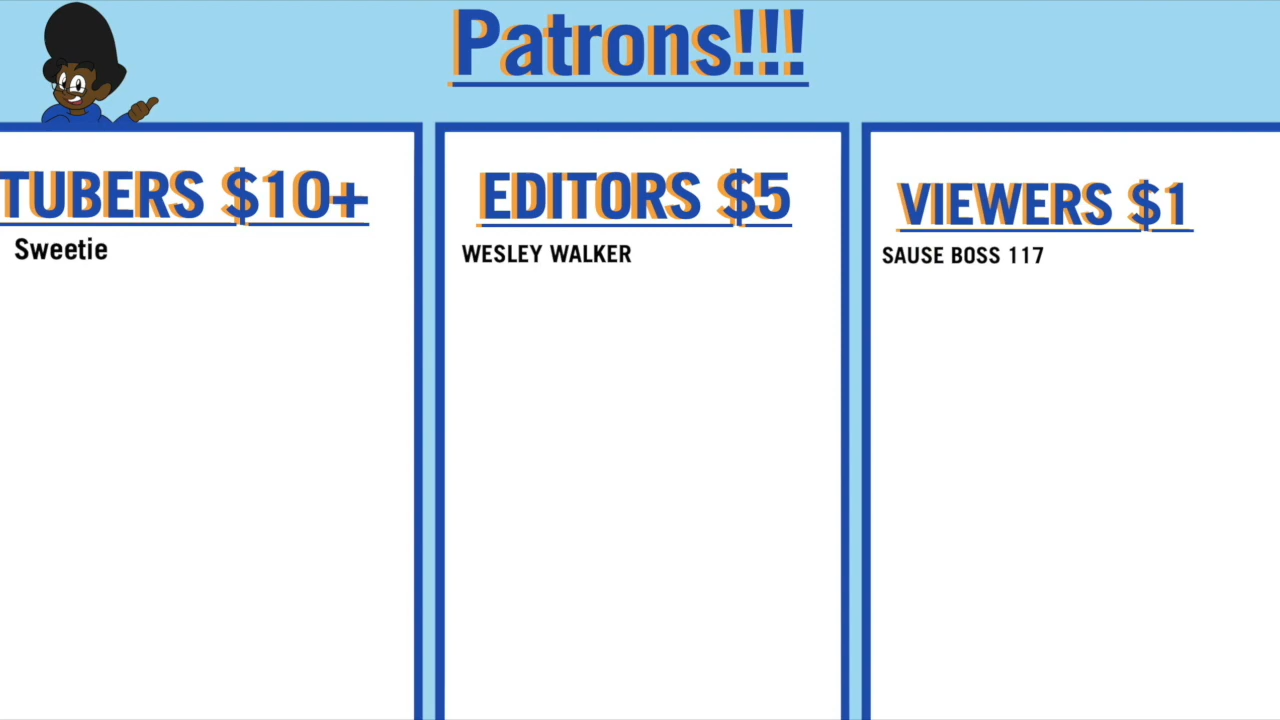 Patrons!!!
TUBERS $10+
Sweetie
EDITORS $5
WESLEY WALKER
VIEWERS $1
SAUSE BOSS 117